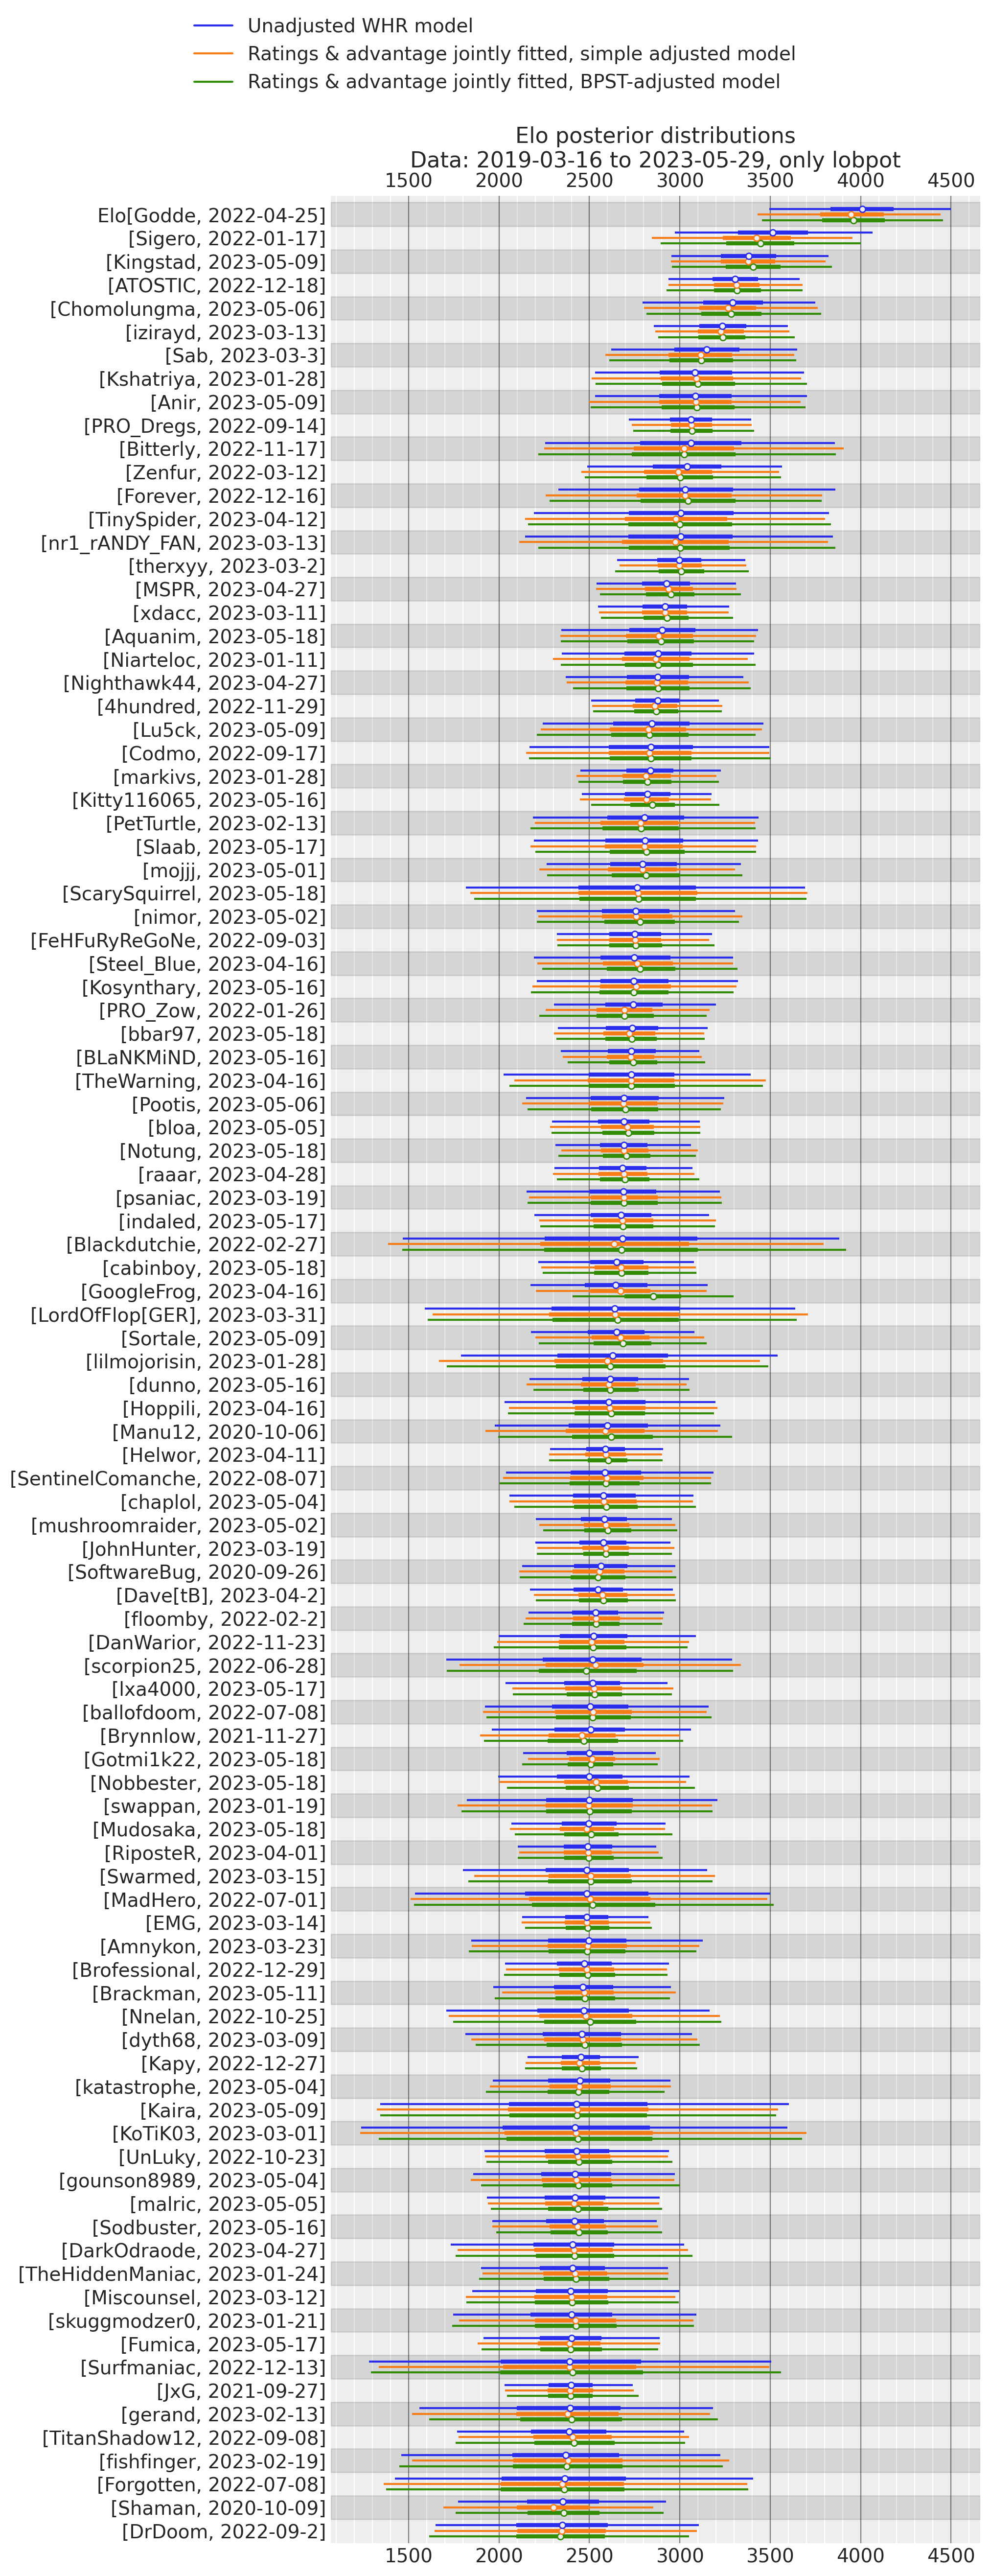 Unadjusted WHR model
Ratings & advantage jointly fitted, simple adjusted model
Ratings & advantage jointly fitted, BPST-adjusted model
Elo posterior distributions
Data: 2019-03-16 to 2023-05-29, only lobpot
1500 2000 2500 3000 3500 4000 4500
Elo[Godde, 2022-04-25]
[Sigero, 2022-01-17]
[Kingstad, 2023-05-09]
[ATOSTIC, 2022-12-18]
[Chomolungma, 2023-05-06]
[izirayd, 2023-03-13]
[Sab, 2023-03-3]
[Kshatriya, 2023-01-28]
[Anir, 2023-05-09]
[PRO_Dregs, 2022-09-14]
[Bitterly, 2022-11-17]
[Zenfur, 2022-03-12]
[Forever, 2022-12-16]
[TinySpider, 2023-04-12]
[nr1_rANDY_FAN, 2023-03-13]
[therxyy, 2023-03-2]
[MSPR, 2023-04-27]
[xdacc, 2023-03-11]
[Aquanim, 2023-05-18]
[Niarteloc, 2023-01-11]
[Nighthawk44, 2023-04-27]
[4hundred, 2022-11-29]
[Lu5ck, 2023-05-09]
[Codmo, 2022-09-17]
[markivs, 2023-01-28]
[Kitty116065, 2023-05-16]
[PetTurtle, 2023-02-13]
[Slaab, 2023-05-17]
[mojjj, 2023-05-01]
[ScarySquirrel, 2023-05-18]
[nimor, 2023-05-02]
[FeHFuRyReGoNe, 2022-09-03]
[Steel_Blue, 2023-04-16]
[Kosynthary, 2023-05-16]
[PRO_Zow, 2022-01-26]
[bbar97, 2023-05-18]
[BLaNKMiND, 2023-05-16]
[TheWarning, 2023-04-16]
[Pootis, 2023-05-06]
[bloa, 2023-05-05]
[Notung, 2023-05-18]
[raaar, 2023-04-28]
[psaniac, 2023-03-19]
[indaled, 2023-05-17]
[Blackdutchie, 2022-02-27]
[cabinboy, 2023-05-18]
[GoogleFrog, 2023-04-16]
[LordOfFlop[GER], 2023-03-31]
[Sortale, 2023-05-09]
[lilmojorisin, 2023-01-28]
[dunno, 2023-05-16]
[Hoppili, 2023-04-16]
[Manu12, 2020-10-06]
[Helwor, 2023-04-11]
[SentinelComanche, 2022-08-07]
[chaplol, 2023-05-04]
[mushroomraider, 2023-05-02]
[JohnHunter, 2023-03-19]
[SoftwareBug, 2020-09-26]
[Dave[tB], 2023-04-2]
[floomby, 2022-02-2]
[DanWarior, 2022-11-23]
[scorpion25, 2022-06-28]
[lxa4000, 2023-05-17]
[ballofdoom, 2022-07-08]
[Brynnlow, 2021-11-27]
[Gotmi1k22, 2023-05-18]
[Nobbester, 2023-05-18]
[swappan, 2023-01-19]
[Mudosaka, 2023-05-18]
[RiposteR, 2023-04-01]
[Swarmed, 2023-03-15]
[MadHero, 2022-07-01]
[EMG, 2023-03-14]
[Amnykon, 2023-03-23]
[Brofessional, 2022-12-29]
[Brackman, 2023-05-11]
[Nnelan, 2022-10-25]
[dyth68, 2023-03-09]
[Kapy, 2022-12-27]
[katastrophe, 2023-05-04]
[Kaira, 2023-05-09]
[KoTiK03, 2023-03-01]
[UnLuky, 2022-10-23]
[gounson8989, 2023-05-04]
[malric, 2023-05-05]
[Sodbuster, 2023-05-16]
[DarkOdraode, 2023-04-27]
[TheHiddenManiac, 2023-01-24]
[Miscounsel, 2023-03-12]
[skuggmodzer0, 2023-01-21]
[Fumica, 2023-05-17]
[Surfmaniac, 2022-12-13]
[JxG, 2021-09-27]
[gerand, 2023-02-13]
[TitanShadow12, 2022-09-08]
[fishfinger, 2023-02-19]
[Forgotten, 2022-07-08]
[Shaman, 2020-10-09]
[DrDoom, 2022-09-2]
1500 2000 2500 3000 3500 4000 4500